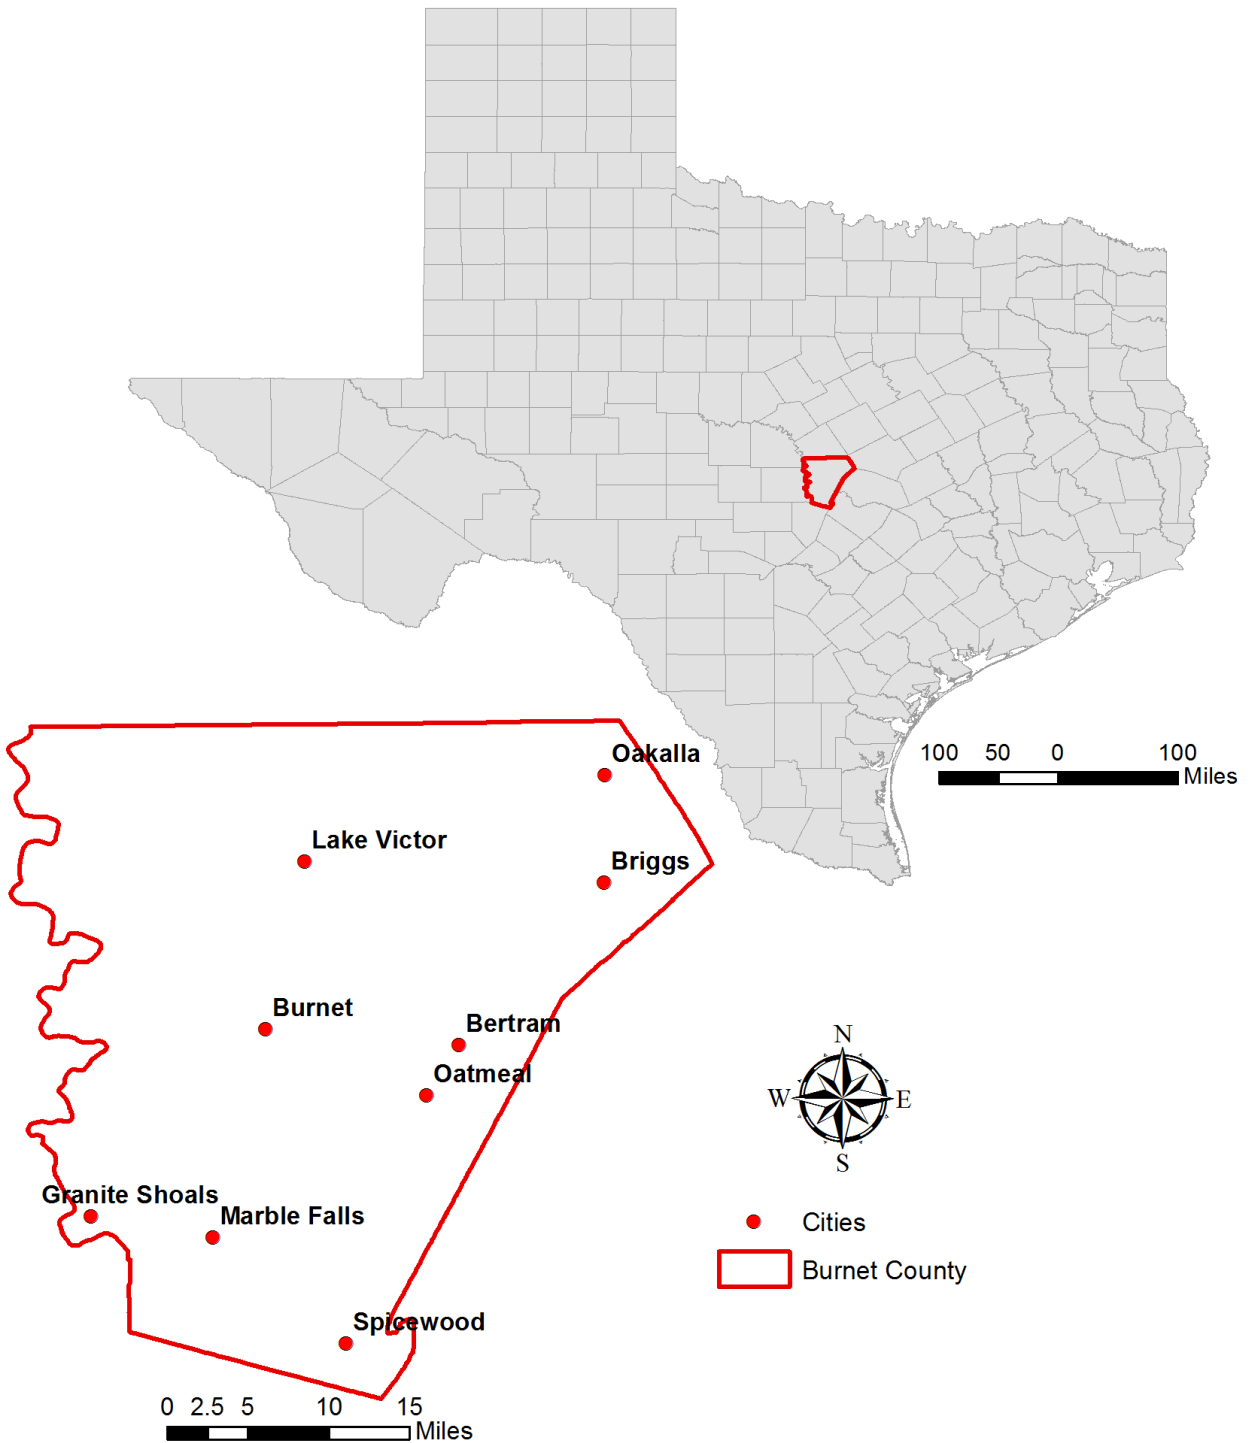 100 50 0 100
Miles
Oakalla
Lake Victor
Briggs
Burnet
Bertram
Oatmeal
N
W E
S
Granite Shoals
Marble Falls
Cities
Burnet County
Spicewood
0 2.5 5 10 15
Miles